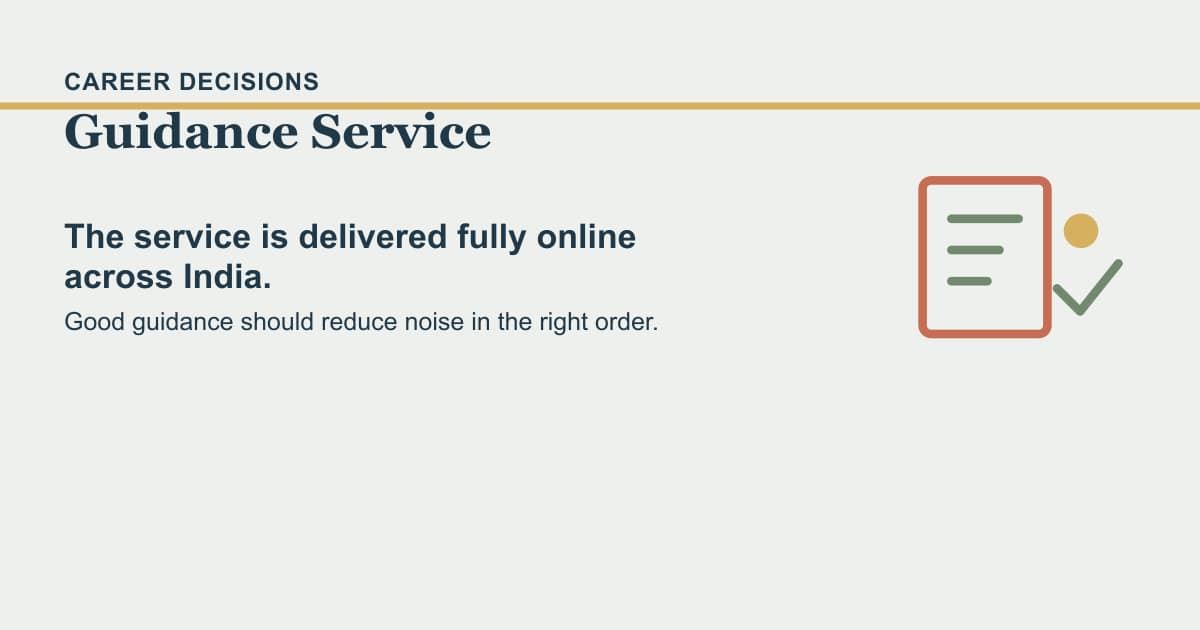 CAREER DECISIONS
Guidance Service
The service is delivered fully online
across India.
Good guidance should reduce noise in the right order.